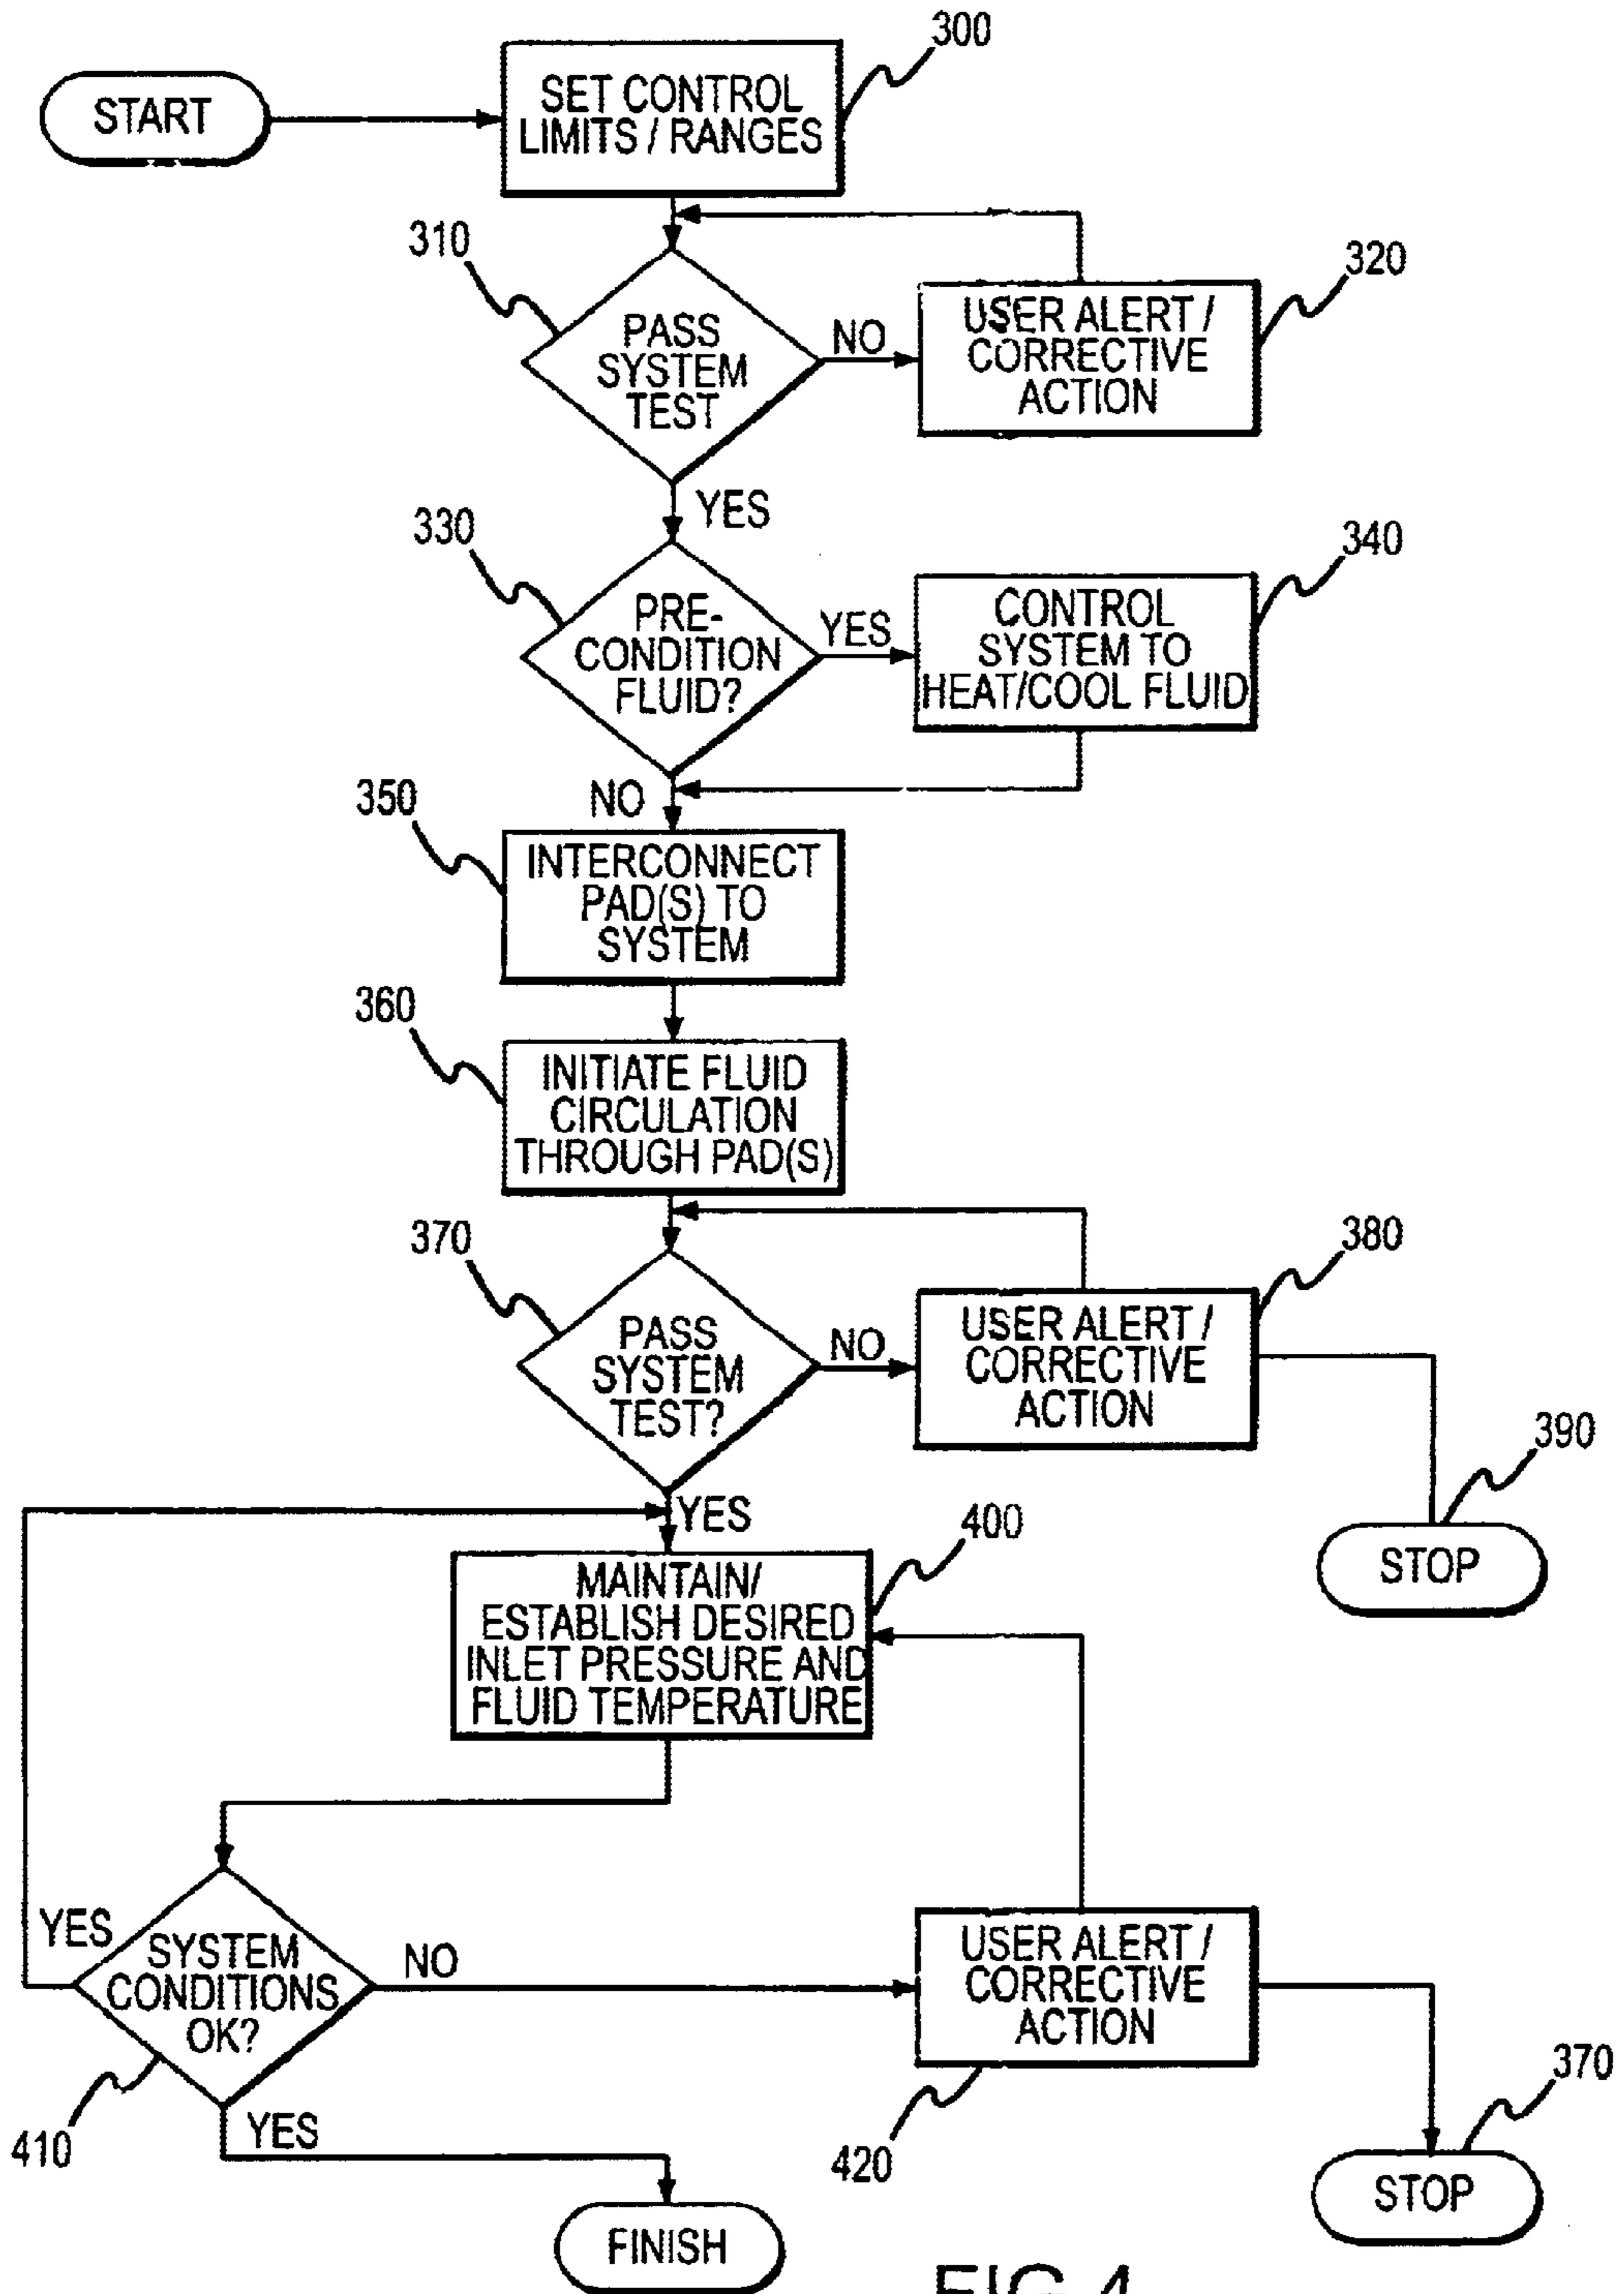 300
START
SET CONTROL
LIMITS / RANGES
310
320
PASS
SYSTEM
TEST
NO
USER ALERT /
CORRECTIVE
ACTION
YES
330
340
PRE-
CONDITION
FLUID?
YES
CONTROL
SYSTEM TO
HEAT/COOL FLUID
NO
350
INTERCONNECT
PAD(S) TO
SYSTEM
360
INITIATE FLUID
CIRCULATION
THROUGH PAD(S)
370
380
PASS
SYSTEM
TEST?
NO
USER ALERT /
CORRECTIVE
ACTION
390
STOP
YES
400
MAINTAIN/
ESTABLISH DESIRED
INLET PRESSURE AND
FLUID TEMPERATURE
YES
SYSTEM
CONDITIONS
OK?
NO
USER ALERT /
CORRECTIVE
ACTION
410
YES
420
370
STOP
FINISH
FIG.4